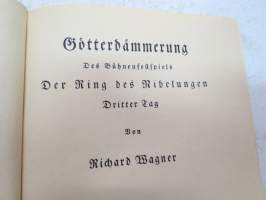 Götterdämmerung
Des Bühnenfestspiels
Der Ring des Nibelungen
Dritter Tag
Von
Richard Wagner